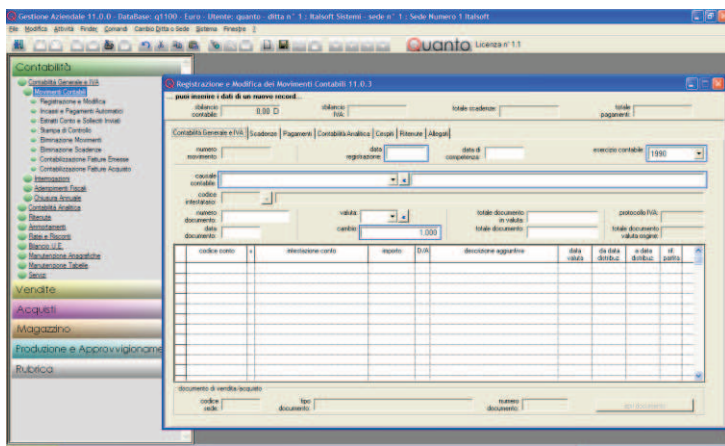 Gestione Aziendale 11.0.0 - DataBase: q1100 - Euro - Utente: quanto - ditta n° 1 : Italsoft Sistemi - sede n° 1 : Sede Numero 1 Italsoft
File Modifica Attività Finder Comandi Cambio Ditta o Sede Sistema Finestre ?
Quanto Licenza n° 1.1
Contabilità
Contabilità Generale e IVA
Movimenti Contabili
Registrazione e Modifica
Incassi e Pagamenti Automatici
Estratti Conto e Solleciti Inviati
Stampa di Controllo
Eliminazione Movimenti
Eliminazione Scadenze
Contabilizzazione Fatture Emesse
Contabilizzazione Fatture Acquisto
Interrogazioni
Adempimenti Fiscali
Chiusura Annuale
Contabilità Analitica
Ritenute
Ammortamenti
Ratei e Risconti
Bilancio U.E.
Manutenzione Anagrafiche
Manutenzione Tabelle
Servizi
Vendite
Acquisti
Magazzino
Produzione e Approvvigioname
Rubrica
Registrazione e Modifica dei Movimenti Contabili 11.0.3
... puoi inserire i dati di un nuovo record...
sbilancio contabile 0,00 D sbilancio IVA totale scadenze totale pagamenti
Contabilità Generale e IVA Scadenze Pagamenti Contabilità Analitica Cespiti Ritenute Allegati
numero movimento data registrazione data di competenza esercizio contabile 1990
causale contabile
codice intestatario
numero documento valuta totale documento in valuta protocollo IVA
data documento cambio 1.000 totale documento totale documento valuta origine
codice conto intestazione conto importo D/A descrizione aggiuntiva data valuta da data distribuz. a data distribuz. rif. partita
documento di vendita/acquisto
codice sede tipo documento numero documento